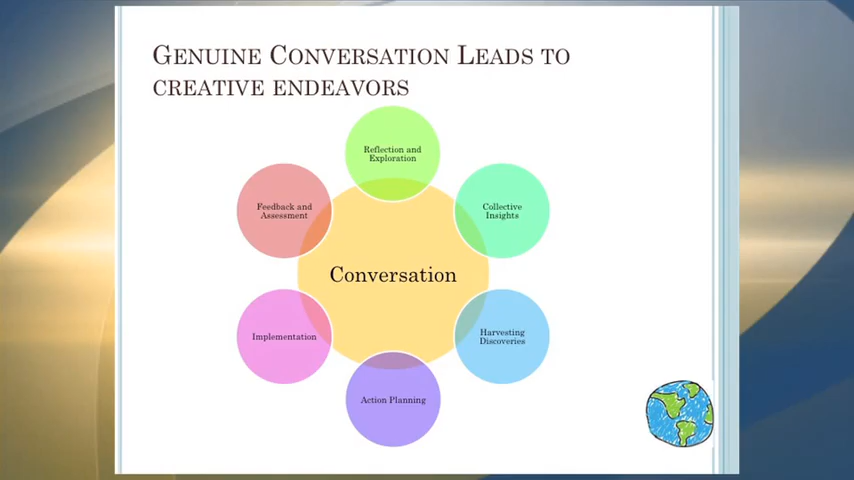 GENUINE CONVERSATION LEADS TO
CREATIVE ENDEAVORS
Reflection and
Exploration
Collective
Insights
Harvesting
Discoveries
Action Planning
Implementation
Feedback and
Assessment
Conversation